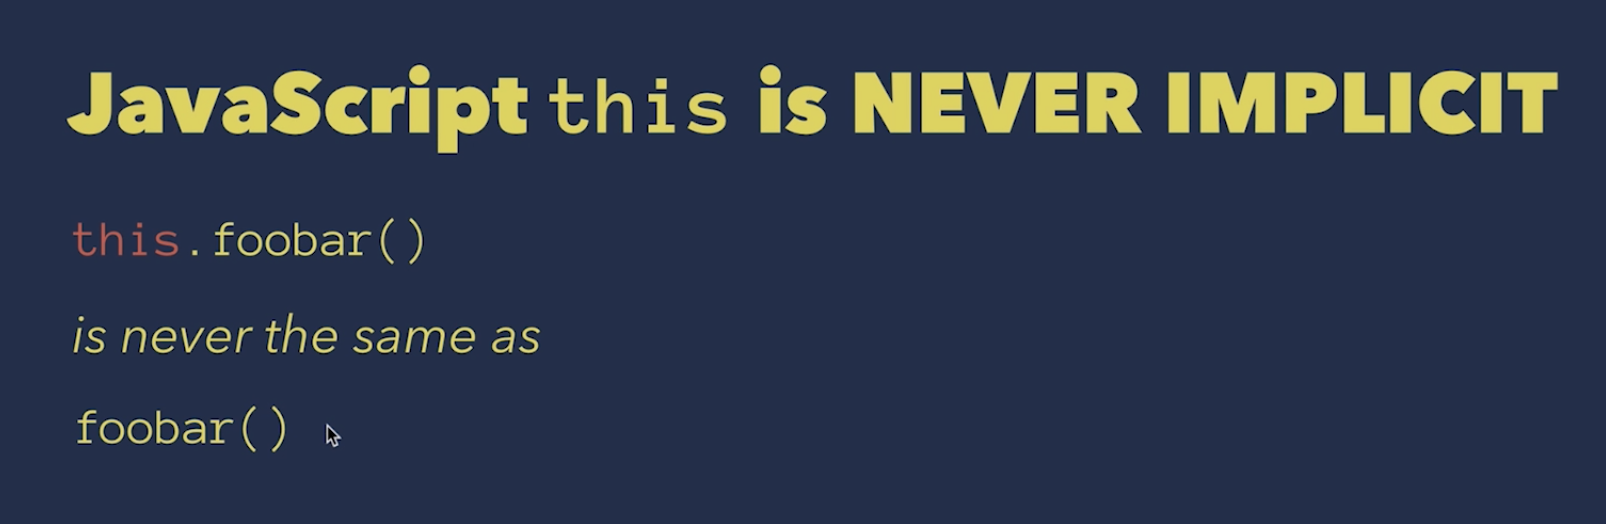 JavaScript this is NEVER IMPLICIT
this.foobar()
is never the same as
foobar()